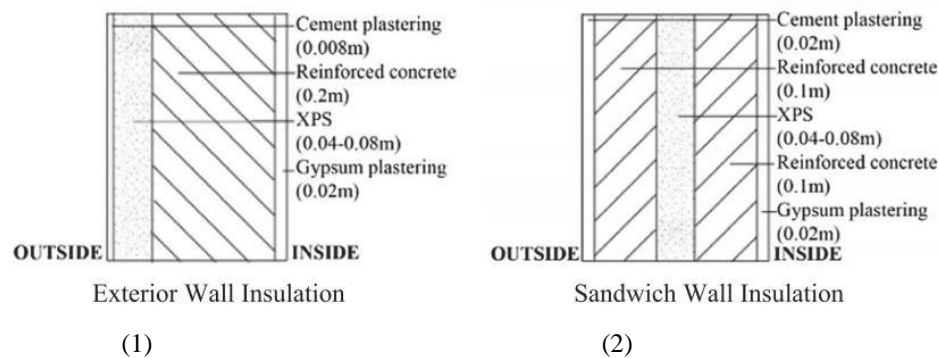 Cement plastering
(0.008m)
Reinforced concrete
(0.2m)
XPS
(0.04-0.08m)
Gypsum plastering
(0.02m)
OUTSIDE
INSIDE
Exterior Wall Insulation
(1)
Cement plastering
(0.02m)
Reinforced concrete
(0.1m)
XPS
(0.04-0.08m)
Reinforced concrete
(0.1m)
Gypsum plastering
(0.02m)
OUTSIDE
INSIDE
Sandwich Wall Insulation
(2)